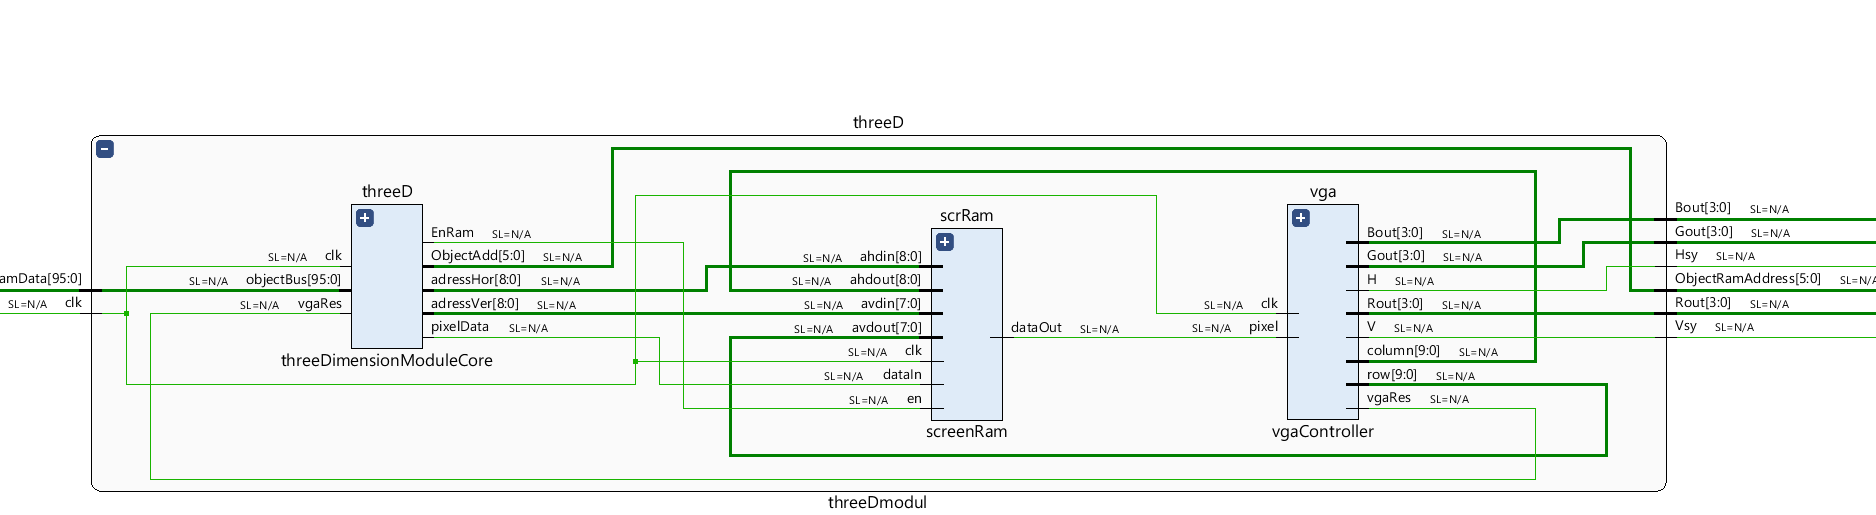 threeD
threeD
EnRam SL=N/A
SL=N/A clk
ObjectAdd[5:0] SL=N/A
amData[95:0]
SL=N/A objectBus[95:0]
adressHor[8:0] SL=N/A
SL=N/A clk
SL=N/A vgaRes
adressVer[8:0] SL=N/A
pixelData SL=N/A
threeDimensionModuleCore
scrRam
SL=N/A ahdin[8:0]
SL=N/A ahdout[8:0]
SL=N/A avdin[7:0]
SL=N/A avdout[7:0]
SL=N/A clk
SL=N/A dataIn
SL=N/A en
dataOut SL=N/A
screenRam
vga
SL=N/A clk
SL=N/A pixel
Bout[3:0] SL=N/A
Gout[3:0] SL=N/A
H SL=N/A
Rout[3:0] SL=N/A
V SL=N/A
column[9:0] SL=N/A
row[9:0] SL=N/A
vgaRes SL=N/A
vgaController
Bout[3:0] SL=N/A
Gout[3:0] SL=N/A
Hsy SL=N/A
ObjectRamAddress[5:0] SL=N/A
Rout[3:0] SL=N/A
Vsy SL=N/A
threeDmodul